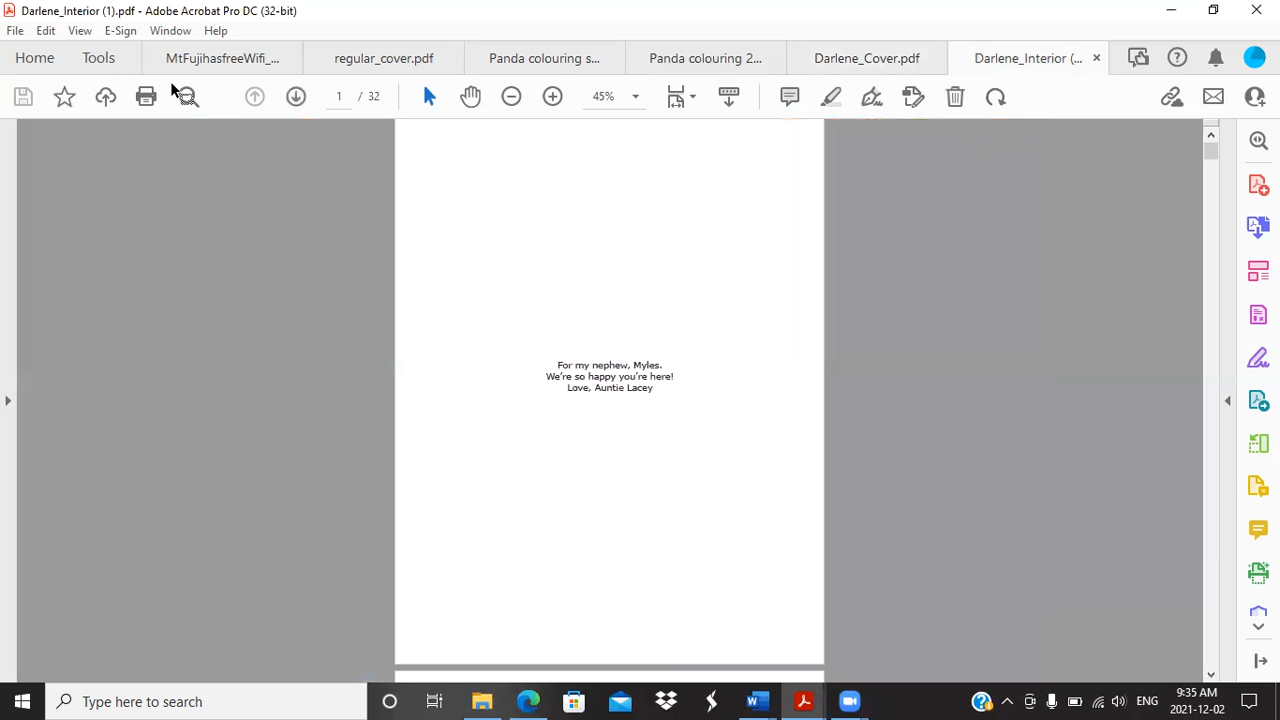 Darlene_Interior (1).pdf - Adobe Acrobat Pro DC (32-bit)
File Edit View E-Sign Window Help
Home Tools MtFujihasfreeWifi_... regular_cover.pdf Panda colouring s... Panda colouring 2... Darlene_Cover.pdf Darlene_Interior (...
1 / 32 45%
For my nephew, Myles.
We're so happy you're here!
Love, Auntie Lacey
Type here to search
ENG
9:35 AM
2021-12-02